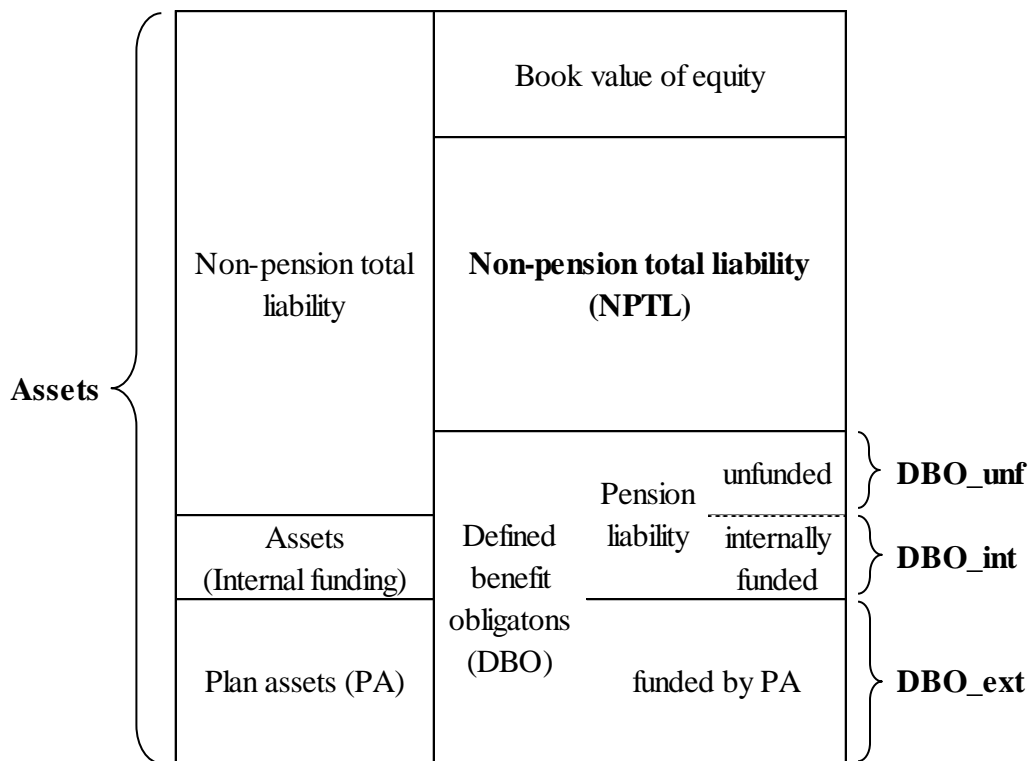 Assets
Non-pension total
liability
Assets
(Internal funding)
Plan assets (PA)
Book value of equity
Non-pension total liability
(NPTL)
Defined
benefit
obligatons
(DBO)
Pension
liability
unfunded
internally
funded
funded by PA
DBO_unf
DBO_int
DBO_ext